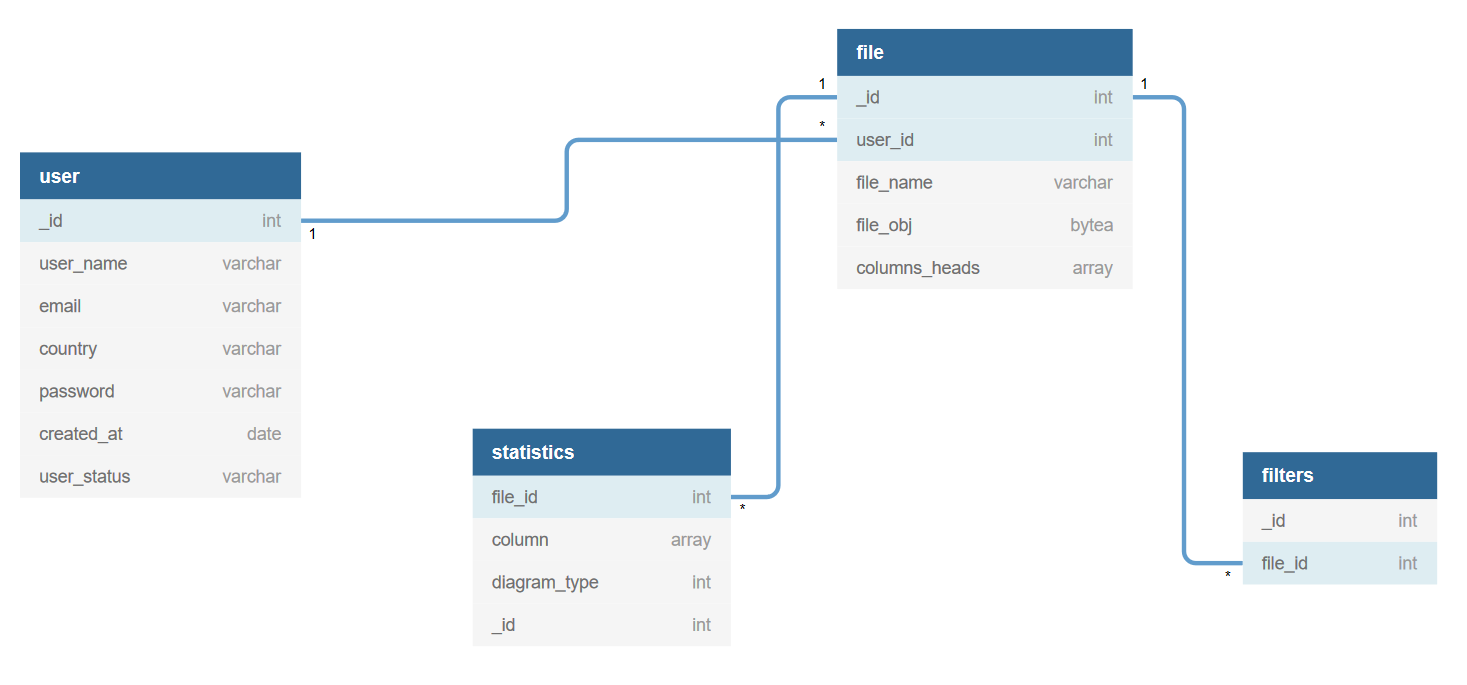 file
1
_id int
1
*
user_id int
file_name varchar
file_obj bytea
columns_heads array
user
_id int
1
user_name varchar
email varchar
country varchar
password varchar
created_at date
user_status varchar
statistics
file_id int
*
column array
diagram_type int
_id int
filters
_id int
file_id int
*